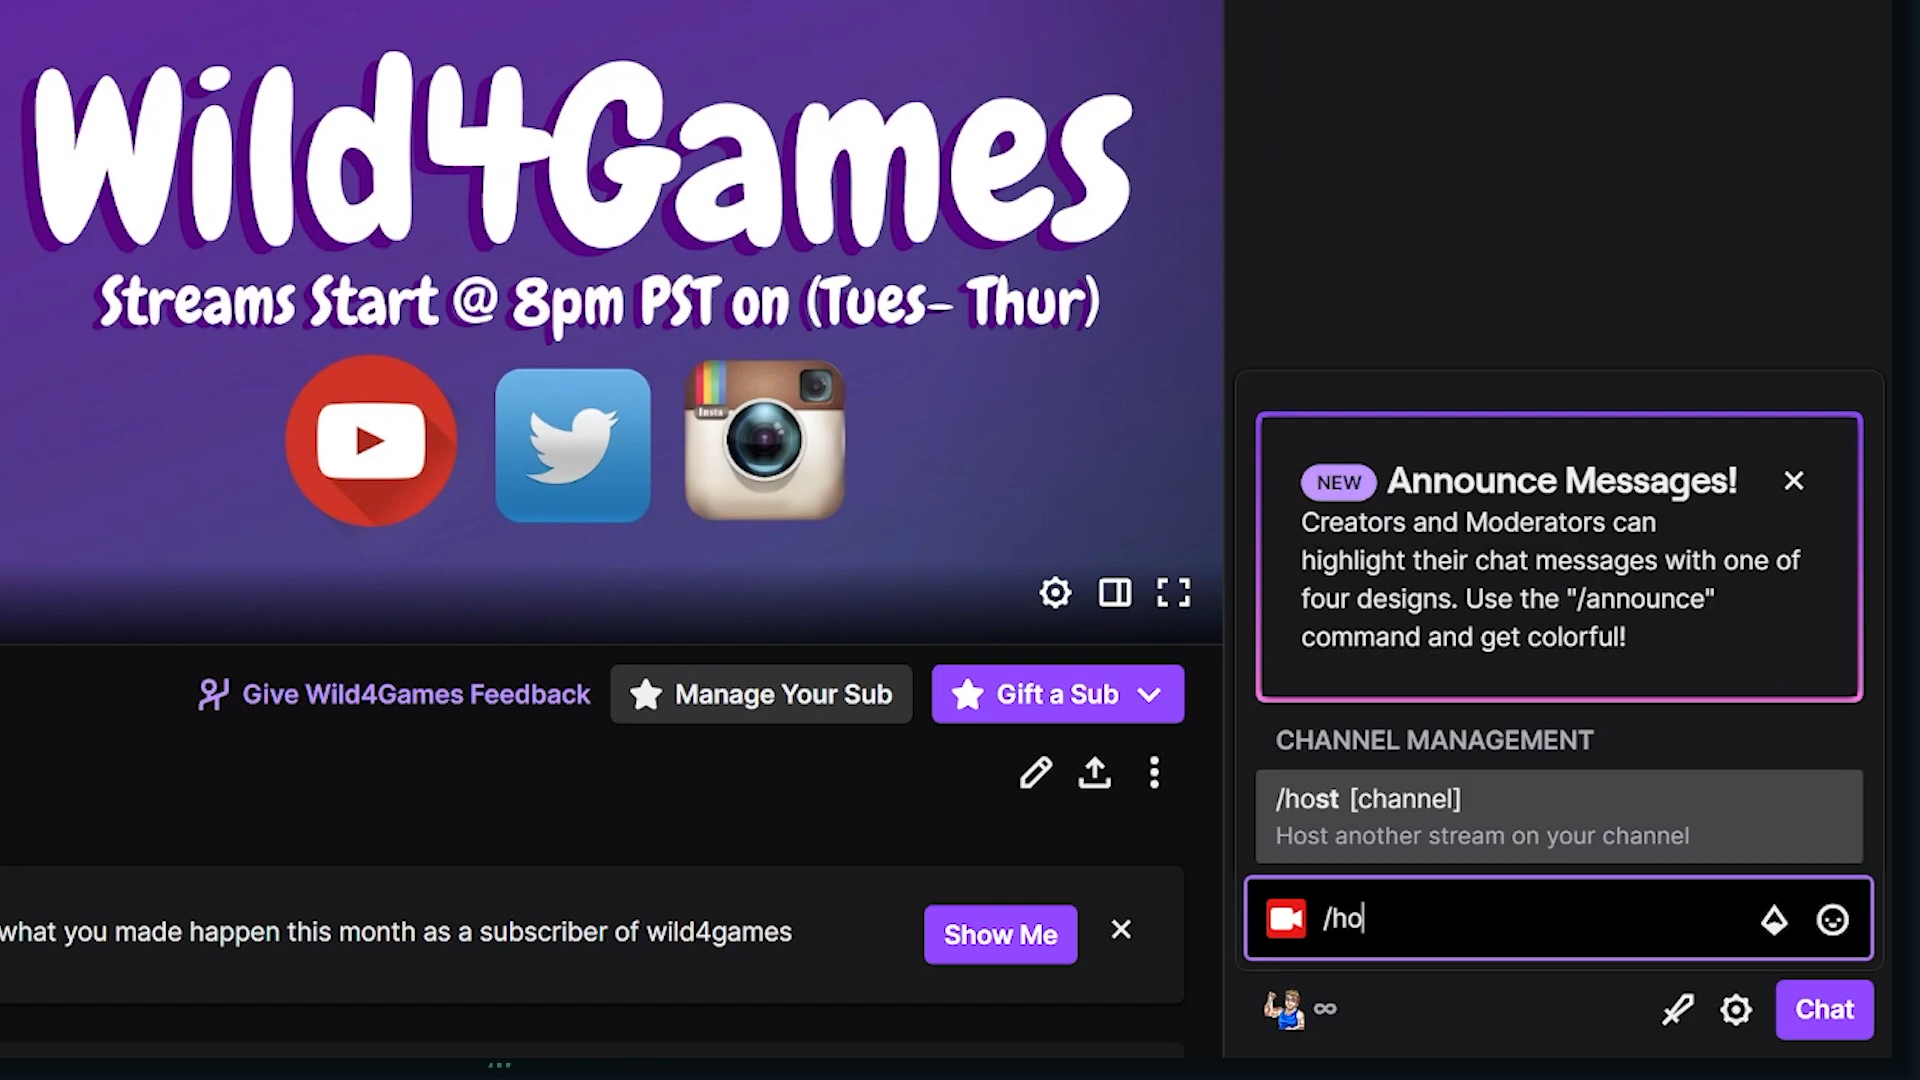 Wild4Games
Streams Start @ 8pm PST on (Tues- Thur)
Insta
Give Wild4Games Feedback
Manage Your Sub
Gift a Sub
what you made happen this month as a subscriber of wild4games
Show Me
NEW Announce Messages!
Creators and Moderators can
highlight their chat messages with one of
four designs. Use the "/announce"
command and get colorful!
CHANNEL MANAGEMENT
/host [channel]
Host another stream on your channel
/ho
Chat